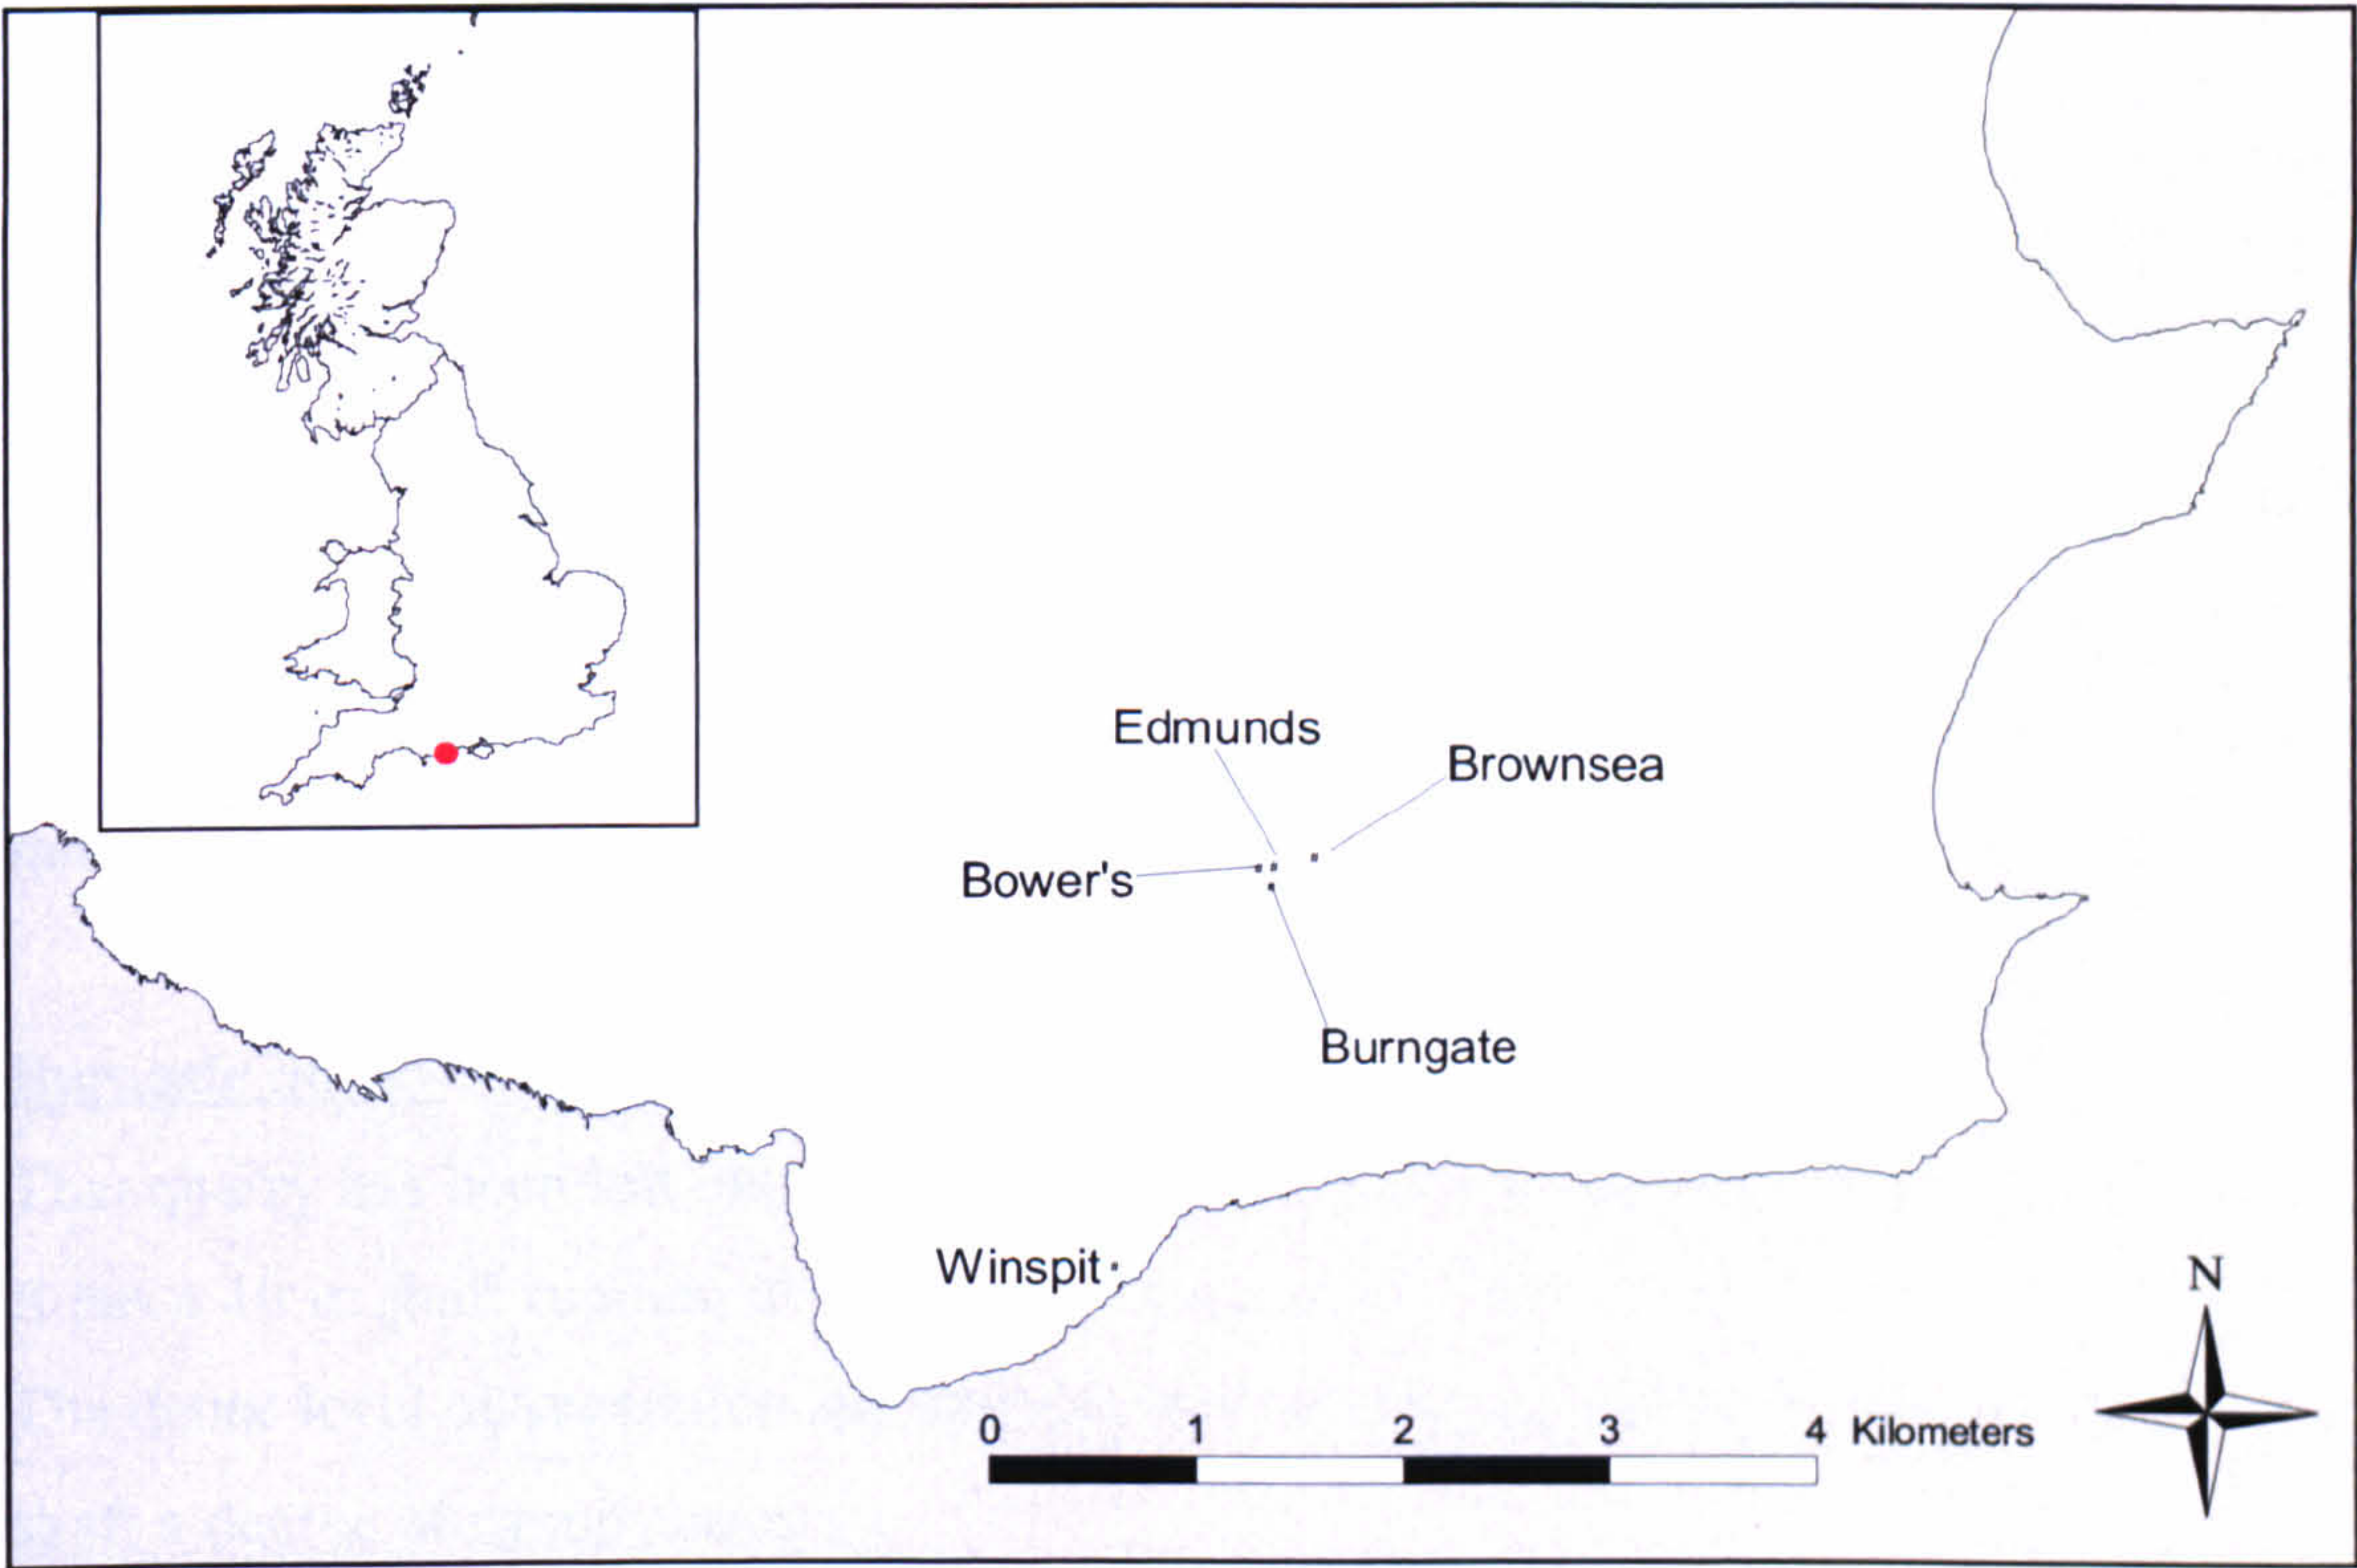 Edmunds
Brownsea
Bower's
Burngate
Winspit
N
0 1 2 3 4 Kilometers